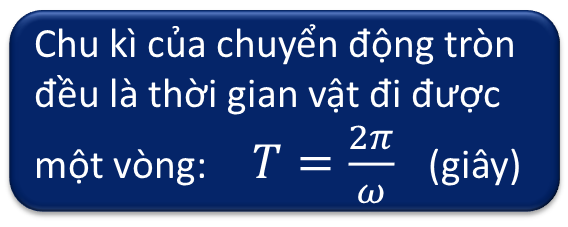 Chu kì của chuyển động tròn
đều là thời gian vật đi được
một vòng: T = 2π/ω (giây)